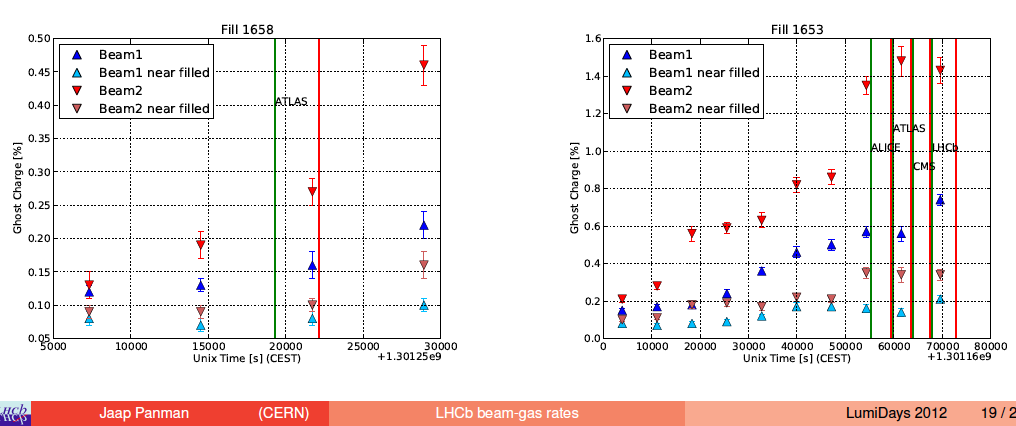 Fill 1658
0.50
0.45
0.40
0.35
0.30
0.25
0.20
0.15
0.10
0.05
Ghost Charge [%]
Beam1
Beam1 near filled
Beam2
Beam2 near filled
ATLAS
5000 10000 15000 20000 25000 30000
Unix Time [s] (CEST) +1.30125e9
Fill 1653
1.6
1.4
1.2
1.0
0.8
0.6
0.4
0.2
0.0
Ghost Charge [%]
Beam1
Beam1 near filled
Beam2
Beam2 near filled
ATLAS
ALICE LHCb
CMS
0 10000 20000 30000 40000 50000 60000 70000 80000
Unix Time [s] (CEST) +1.30116e9
LHCb
Jaap Panman (CERN) LHCb beam-gas rates LumiDays 2012 19 / 2